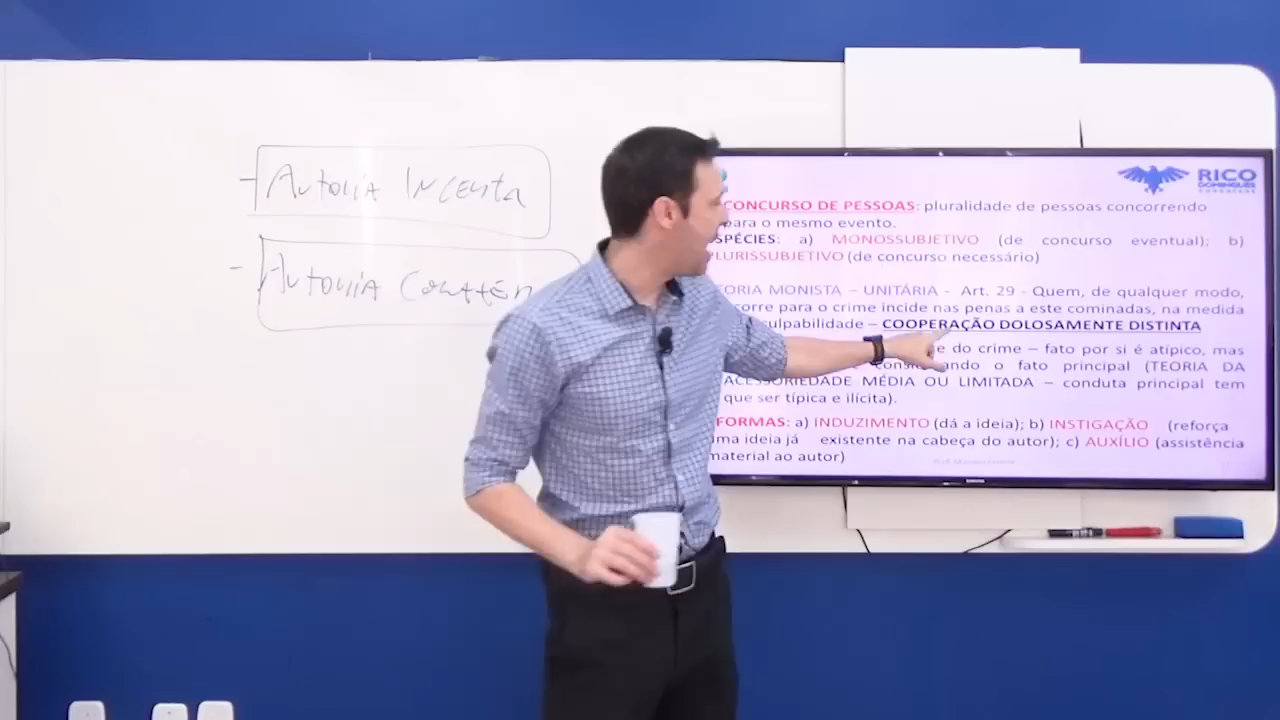 AUTORIA INCERTA
AUTORIA
RICO
DOMINGUES
CONCURSO DE PESSOAS: pluralidade de pessoas concorrendo
para o mesmo evento.
SPÉCIES: a) MONOSSUBJETIVO (de concurso eventual); b)
LURISSUBJETIVO (de concurso necessário)
EORIA MONISTA – UNITÁRIA - Art. 29 - Quem, de qualquer modo,
corre para o crime incide nas penas a este cominadas, na medida
ulpabilidade – COOPERAÇÃO DOLOSAMENTE DISTINTA
e do crime – fato por si é atípico, mas
ando o fato principal (TEORIA DA
ACESSORIEDADE MÉDIA OU LIMITADA – conduta principal tem
que ser típica e ilícita).
FORMAS: a) INDUZIMENTO (dá a ideia); b) INSTIGAÇÃO (reforça
uma ideia já existente na cabeça do autor); c) AUXÍLIO (assistência
material ao autor)